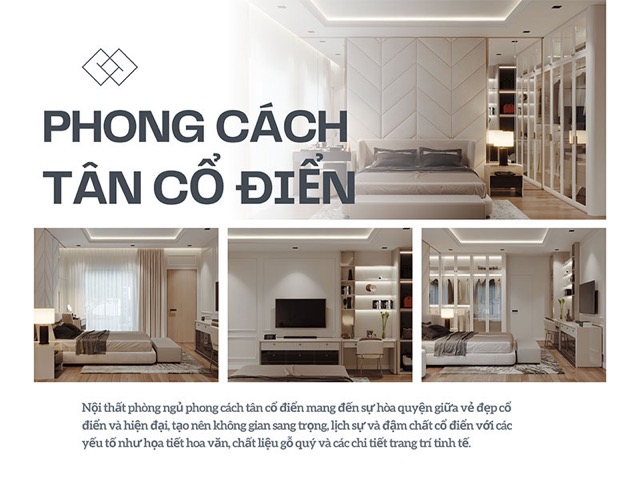 PHONG CÁCH
TÂN CỔ ĐIỂN
Nội thất phòng ngủ phong cách tân cổ điển mang đến sự hòa quyện giữa vẻ đẹp cổ
điển và hiện đại, tạo nên không gian sang trọng, lịch sự và đậm chất cổ điển với các
yếu tố như họa tiết hoa văn, chất liệu gỗ quý và các chi tiết trang trí tinh tế.